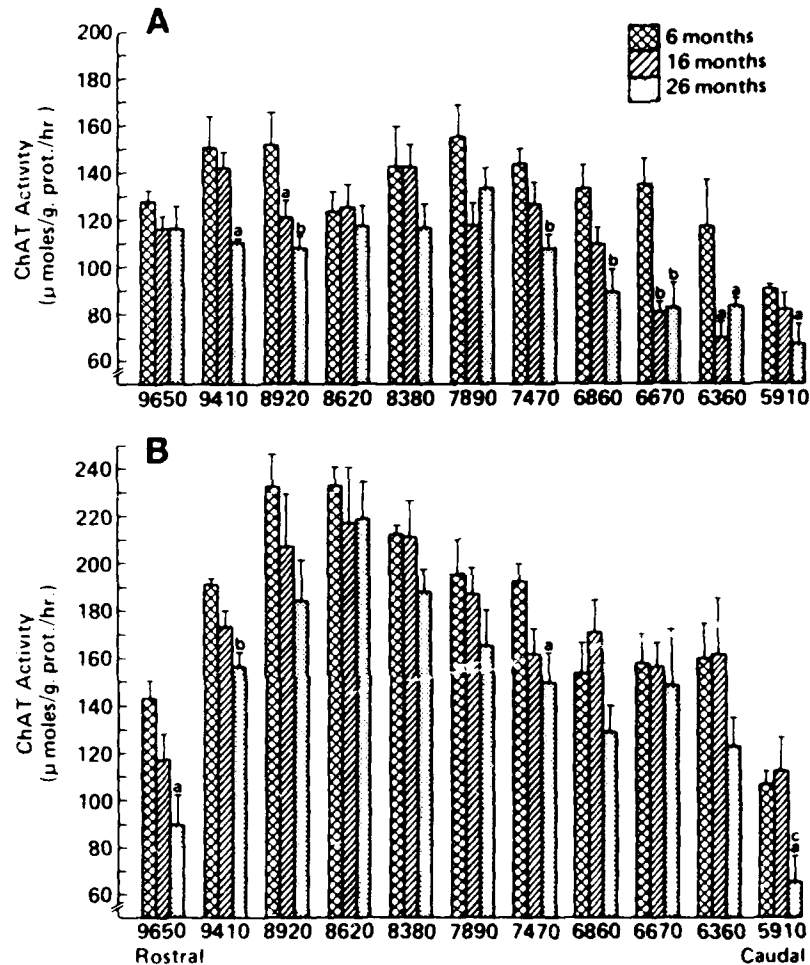 A
6 months
16 months
26 months
200
180
160
140
120
100
80
60
ChAT Activity
(µ moles/g. prot./hr)
a
a
b
b
b
b
b
a
a
a
9650 9410 8920 8620 8380 7890 7470 6860 6670 6360 5910
B
240
220
200
180
160
140
120
100
80
60
ChAT Activity
(µ moles/g. prot./hr.)
a
b
a
c
a
9650 9410 8920 8620 8380 7890 7470 6860 6670 6360 5910
Rostral Caudal